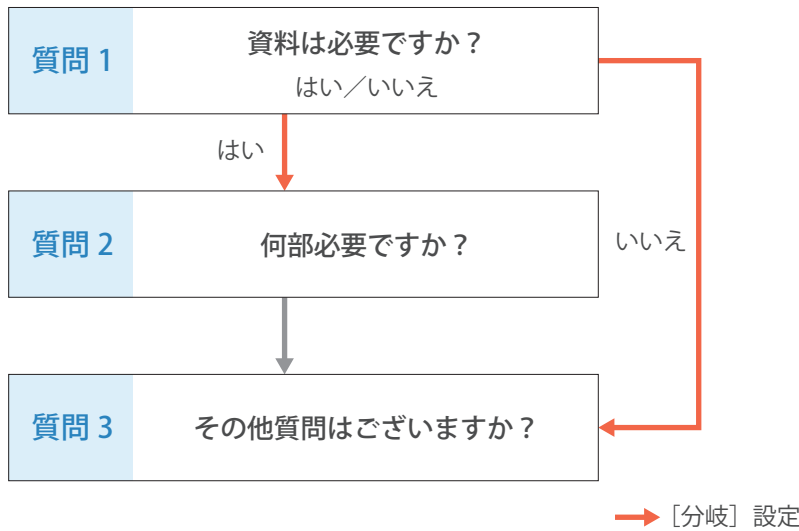 質問 1
資料は必要ですか？
はい／いいえ
はい
質問 2
何部必要ですか？
いいえ
質問 3
その他質問はございますか？
［分岐］設定